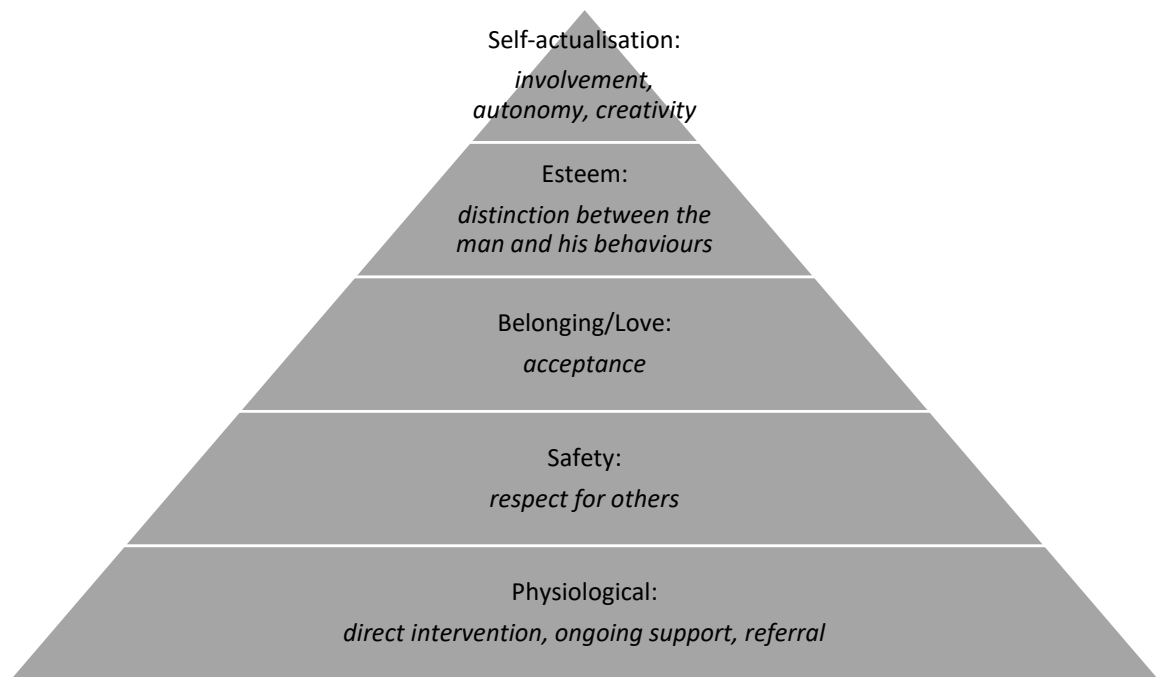 Self-actualisation:
involvement,
autonomy, creativity
Esteem:
distinction between the
man and his behaviours
Belonging/Love:
acceptance
Safety:
respect for others
Physiological:
direct intervention, ongoing support, referral